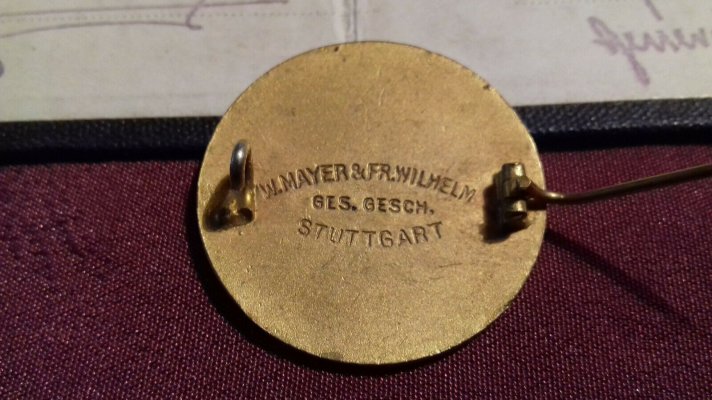 W.MAYER & FR.WILHELM
GES. GESCH.
STUTTGART